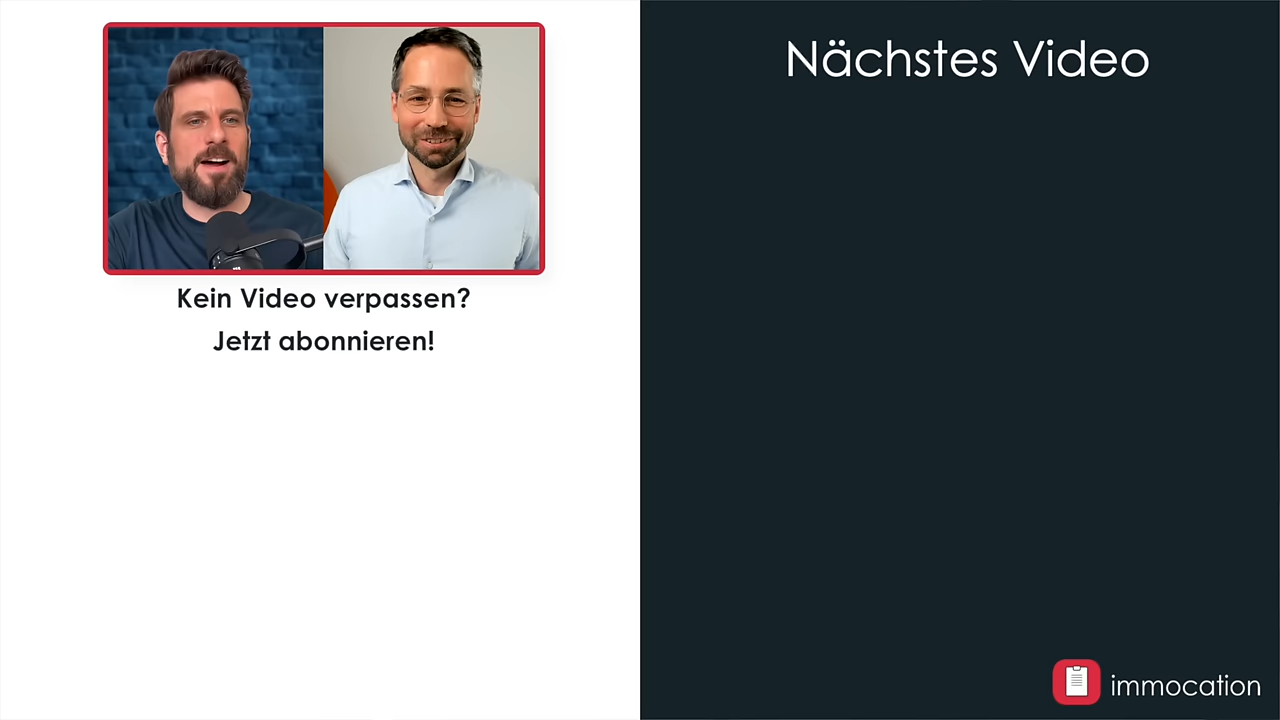 Nächstes Video
Kein Video verpassen?
Jetzt abonnieren!
immocation